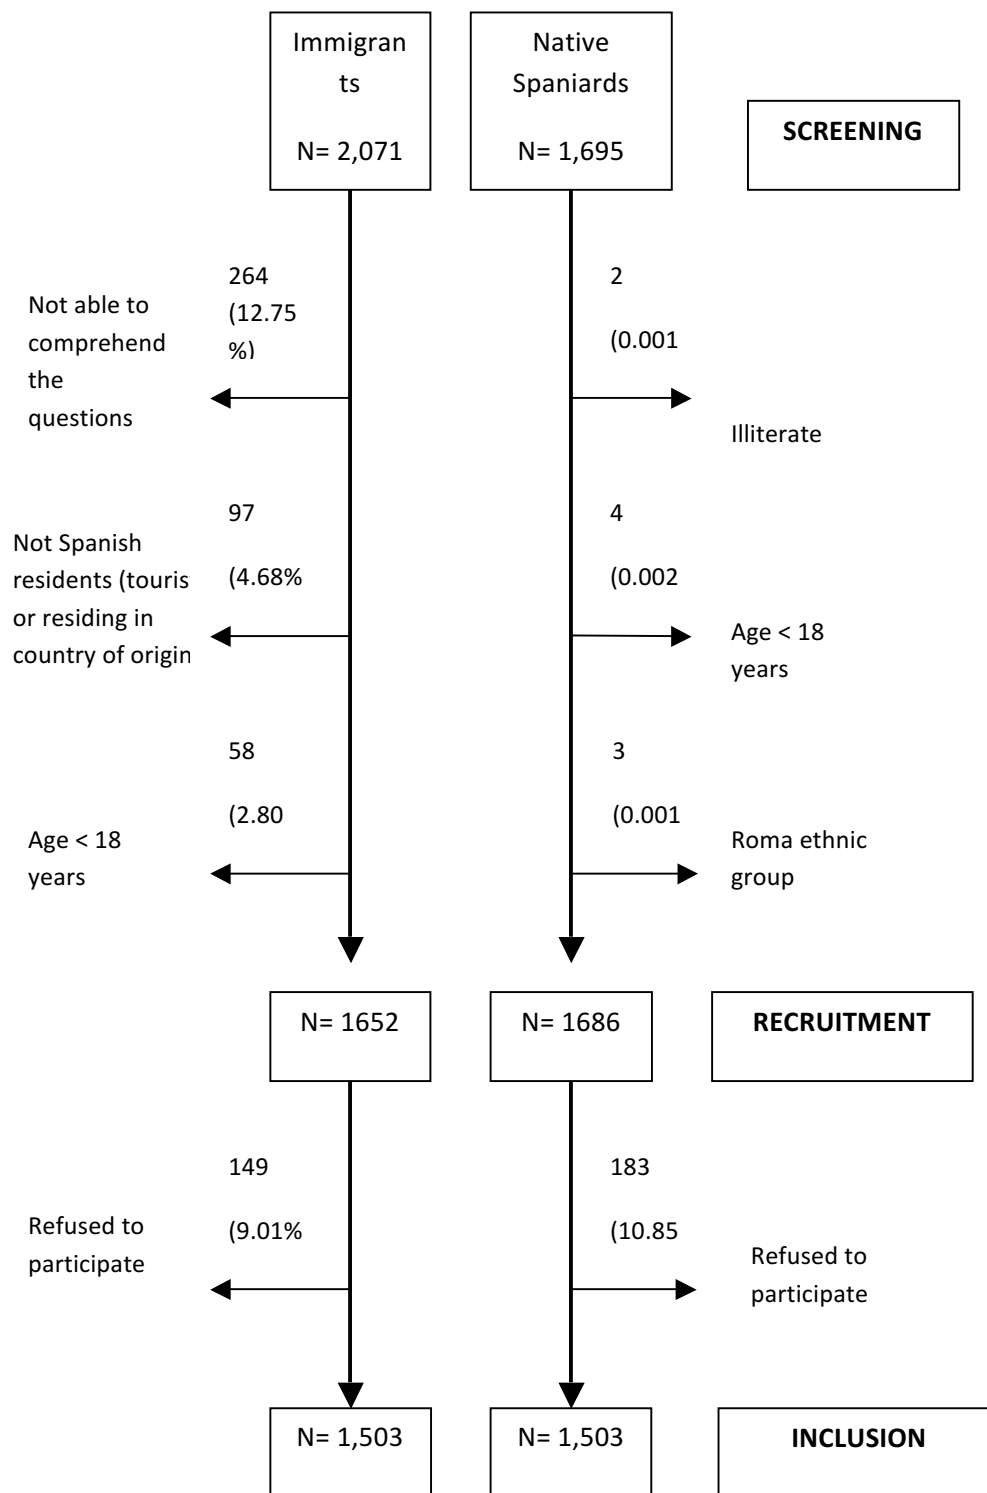 Immigran
ts
N= 2,071
Native
Spaniards
N= 1,695
SCREENING
264
(12.75
%)
Not able to
comprehend
the
questions
2
(0.001
Illiterate
97
(4.68%
Not Spanish
residents (touris
or residing in
country of origin
4
(0.002
Age < 18
years
58
(2.80
Age < 18
years
3
(0.001
Roma ethnic
group
N= 1652
N= 1686
RECRUITMENT
149
(9.01%
Refused to
participate
183
(10.85
Refused to
participate
N= 1,503
N= 1,503
INCLUSION